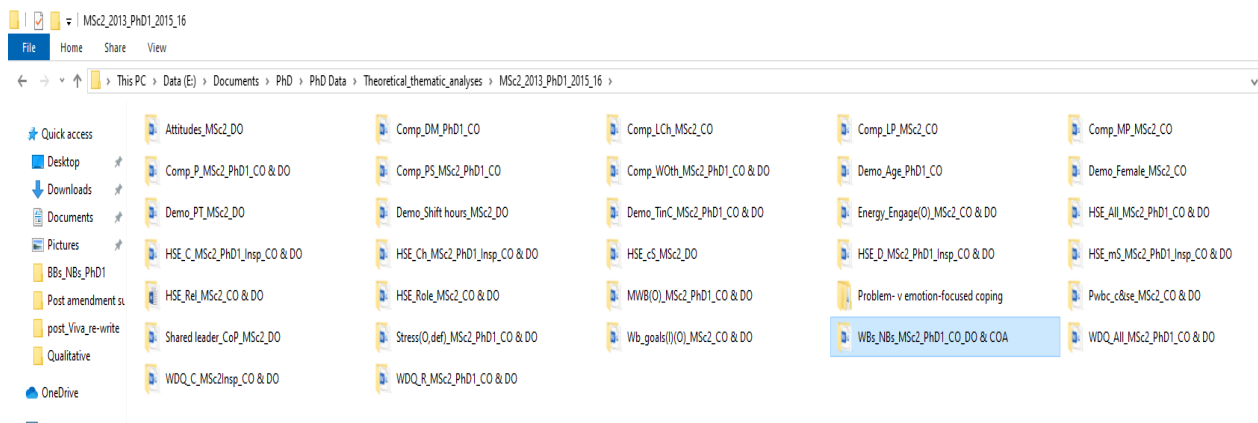 MSc2_2013_PhD1_2015_16
File Home Share View
This PC > Data (E:) > Documents > PhD > PhD Data > Theoretical_thematic_analyses > MSc2_2013_PhD1_2015_16 >
Quick access
Desktop
Downloads
Documents
Pictures
BBs_NBs_PhD1
Post amendment su
post_Viva_re-write
Qualitative
OneDrive
Attitudes_MSc2_DO Comp_DM_PhD1_CO Comp_LCh_MSc2_CO Comp_LP_MSc2_CO Comp_MP_MSc2_CO
Comp_P_MSc2_PhD1_CO & DO Comp_PS_MSc2_PhD1_CO Comp_WOth_MSc2_PhD1_CO & DO Demo_Age_PhD1_CO Demo_Female_MSc2_CO
Demo_PT_MSc2_DO Demo_Shift hours_MSc2_DO Demo_TinC_MSc2_PhD1_CO & DO Energy_Engage(O)_MSc2_CO & DO HSE_All_MSc2_PhD1_CO & DO
HSE_C_MSc2_PhD1_Insp_CO & DO HSE_Ch_MSc2_PhD1_Insp_CO & DO HSE_cS_MSc2_DO HSE_D_MSc2_PhD1_Insp_CO & DO HSE_mS_MSc2_PhD1_Insp_CO & DO
HSE_Rel_MSc2_CO & DO HSE_Role_MSc2_CO & DO MWB(O)_MSc2_PhD1_CO & DO Problem- v emotion-focused coping Pwbc_c&se_MSc2_CO & DO
Shared leader_CoP_MSc2_DO Stress(O,def)_MSc2_PhD1_CO & DO Wb_goals(I)(O)_MSc2_CO & DO WBs_NBs_MSc2_PhD1_CO_DO & COA WDQ_All_MSc2_PhD1_CO & DO
WDQ_C_MSc2Insp_CO & DO WDQ_R_MSc2_PhD1_CO & DO